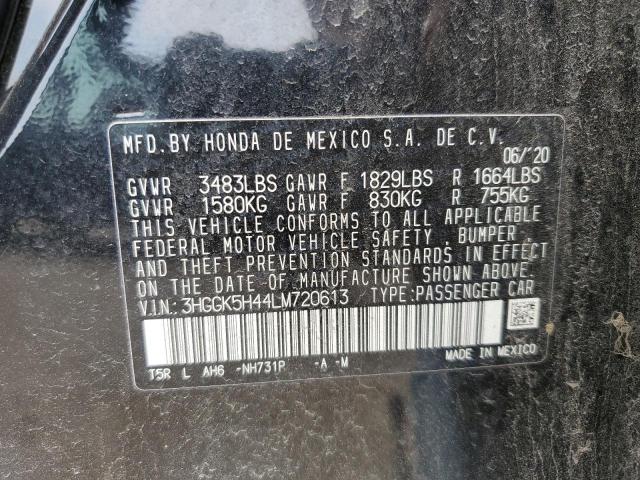 MFD. BY HONDA DE MEXICO S.A. DE C.V.
06/'20
GVWR 3483LBS GAWR F 1829LBS R 1664LBS
GVWR 1580KG GAWR F 830KG R 755KG
THIS VEHICLE CONFORMS TO ALL APPLICABLE
FEDERAL MOTOR VEHICLE SAFETY, BUMPER,
AND THEFT PREVENTION STANDARDS IN EFFECT
ON THE DATE OF MANUFACTURE SHOWN ABOVE.
V.I.N.: 3HGGK5H44LM720613 TYPE:PASSENGER CAR
T5R L AH6 -NH731P -A -M
MADE IN MEXICO